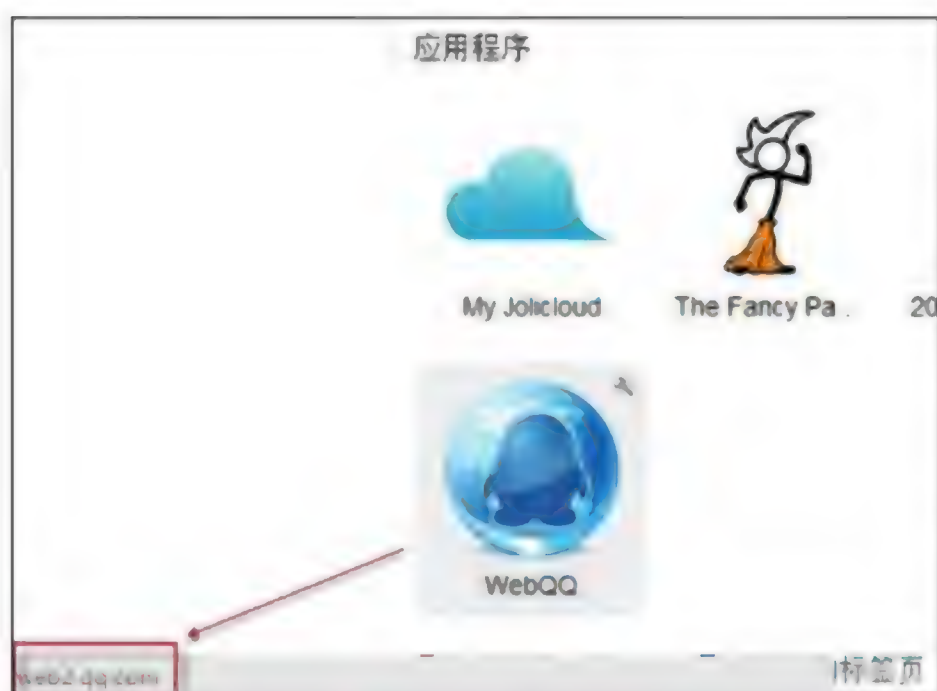 应用程序
My Jolicloud
The Fancy Pa...
20
WebQQ
web2.qq.com
标签页